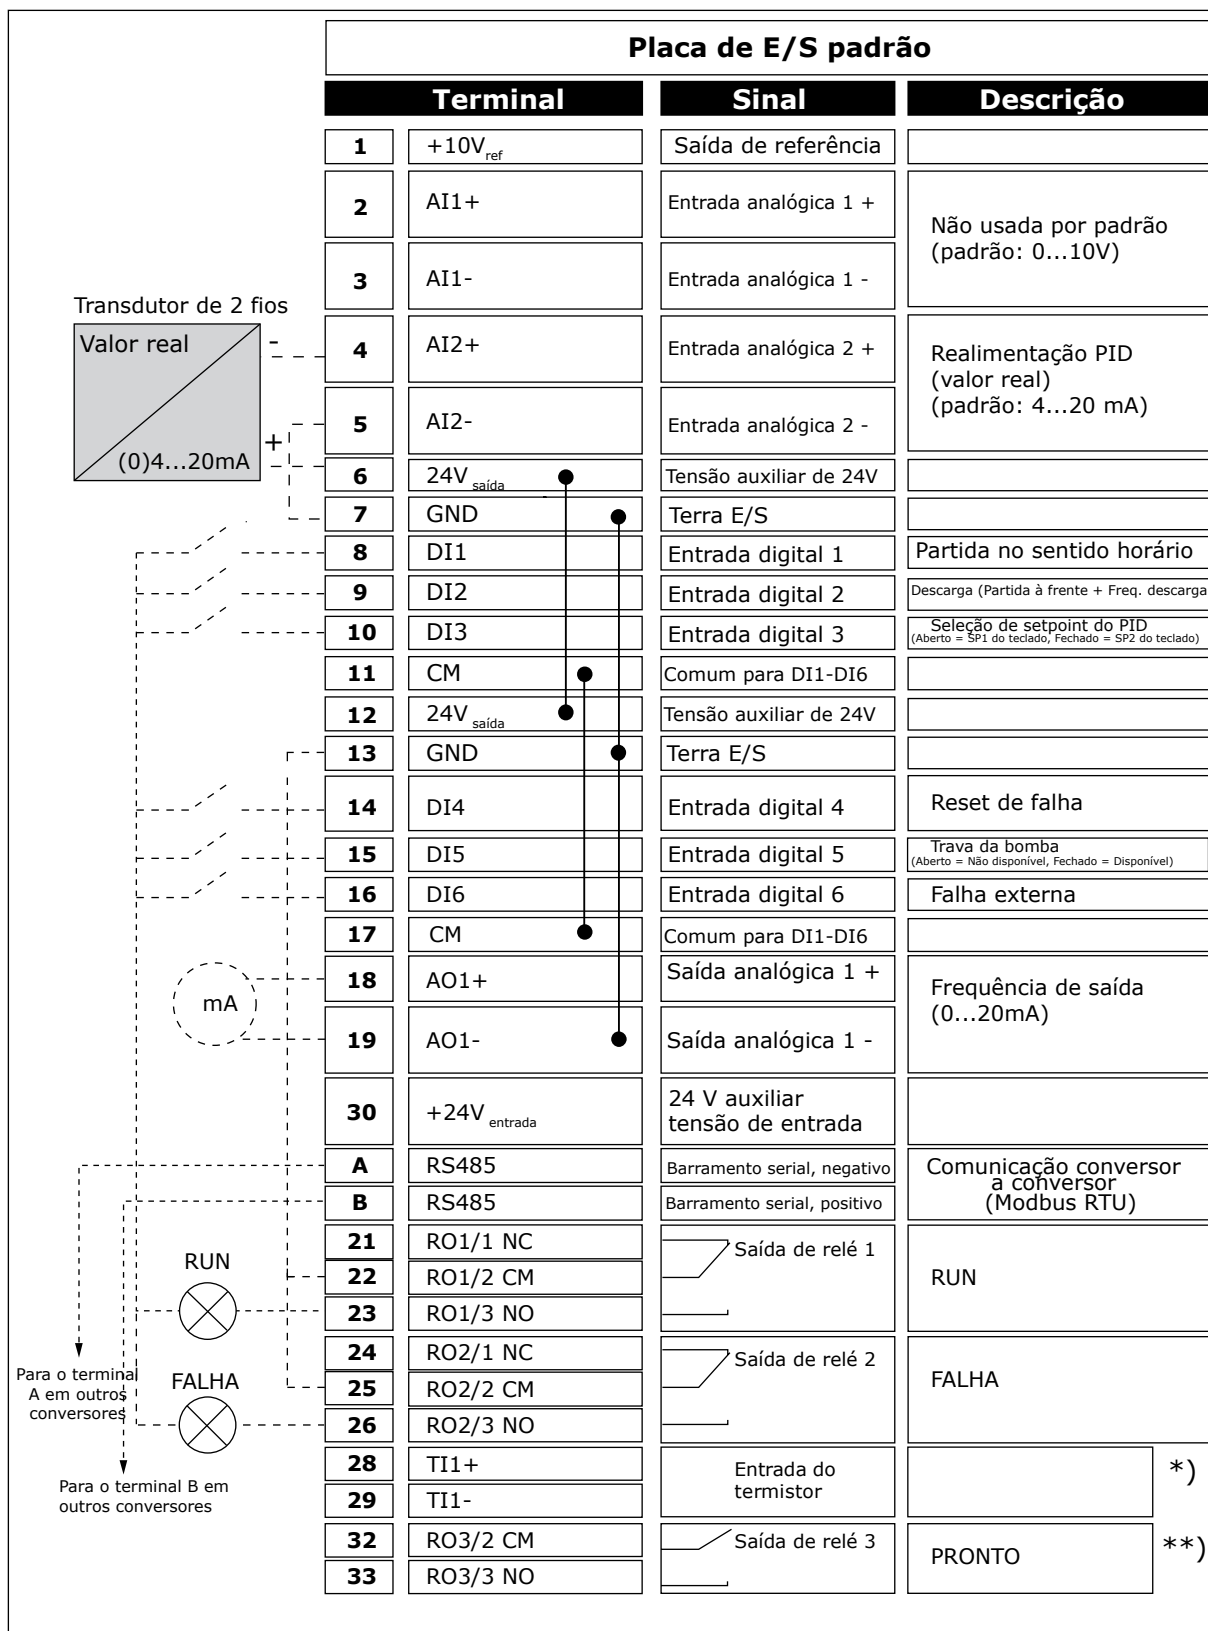 Placa de E/S padrão
Terminal Sinal Descrição
1 +10Vref Saída de referência
2 AI1+ Entrada analógica 1 +
Não usada por padrão
(padrão: 0...10V)
3 AI1- Entrada analógica 1 -
Transdutor de 2 fios
Valor real
-
+
(0)4...20mA
4 AI2+ Entrada analógica 2 +
Realimentação PID
(valor real)
(padrão: 4...20 mA)
5 AI2- Entrada analógica 2 -
6 24V saída Tensão auxiliar de 24V
7 GND Terra E/S
8 DI1 Entrada digital 1 Partida no sentido horário
9 DI2 Entrada digital 2 Descarga (Partida à frente + Freq. descarga
10 DI3 Entrada digital 3 Seleção de setpoint do PID
(Aberto = SP1 do teclado, Fechado = SP2 do teclado)
11 CM Comum para DI1-DI6
12 24V saída Tensão auxiliar de 24V
13 GND Terra E/S
14 DI4 Entrada digital 4 Reset de falha
15 DI5 Entrada digital 5 Trava da bomba
(Aberto = Não disponível, Fechado = Disponível)
16 DI6 Entrada digital 6 Falha externa
17 CM Comum para DI1-DI6
mA
18 AO1+ Saída analógica 1 +
Frequência de saída
(0...20mA)
19 AO1- Saída analógica 1 -
30 +24V entrada 24 V auxiliar
tensão de entrada
A RS485 Barramento serial, negativo
B RS485 Barramento serial, positivo
Comunicação conversor
a conversor
(Modbus RTU)
21 RO1/1 NC Saída de relé 1
22 RO1/2 CM RUN
23 RO1/3 NO
RUN
24 RO2/1 NC Saída de relé 2
25 RO2/2 CM FALHA
26 RO2/3 NO
FALHA
Para o terminal
A em outros
conversores
Para o terminal B em
outros conversores
28 TI1+ Entrada do
termistor
*)
29 TI1-
32 RO3/2 CM Saída de relé 3 PRONTO **)
33 RO3/3 NO